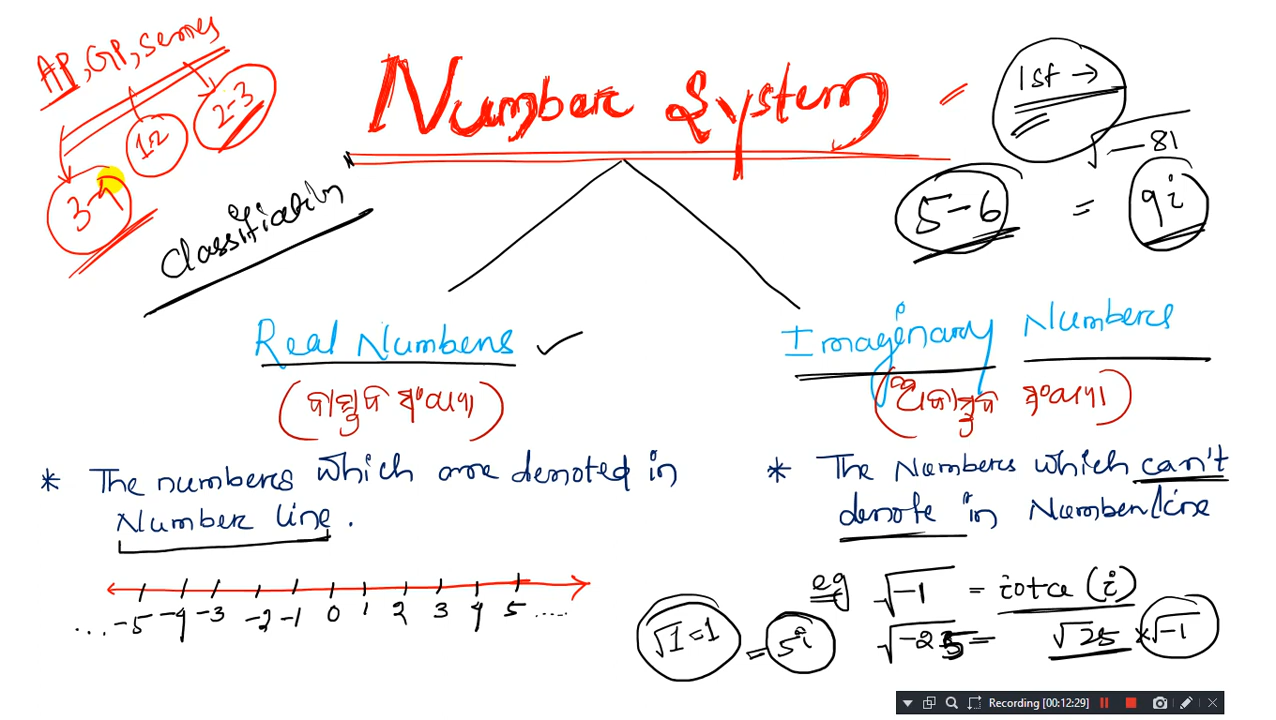 AP, GP, series
1-2
2-3
3-4
Number System
1st →
5-6
√-81
= 9i
classification
Real Numbers
(ବାସ୍ତବ ସଂଖ୍ୟା)
Imaginary Numbers
(ଅବାସ୍ତବ ସଂଖ୍ୟା)
* The numbers which are denoted in
Number line.
* The Numbers which can't
denote in Number line
... -5 -4 -3 -2 -1 0 1 2 3 4 5 .....
eg √-1 = iotta (i)
√-25 = √25 × √-1
√1 = 1
= 5i
Recording [00:12:29]